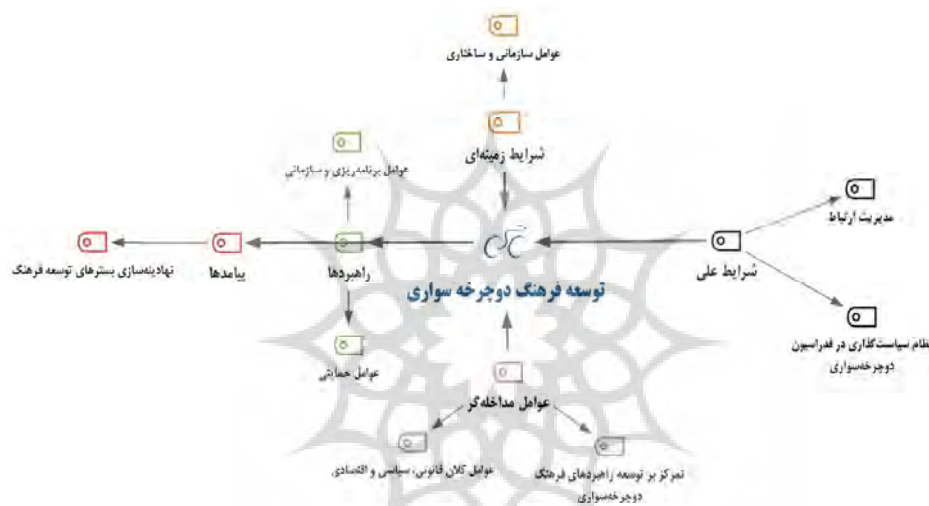 عوامل سازمانی و ساختاری
شرایط زمینه‌ای
عوامل برنامه‌ریزی و سازمانی
مدیریت ارتباط
شرایط علی
راهبردها
پیامدها
نهادینه‌سازی بسترهای توسعه فرهنگ
توسعه فرهنگ دوچرخه سواری
نظام سیاست‌گذاری در فدراسیون
دوچرخه‌سواری
عوامل حمایتی
عوامل مداخله‌گر
تمرکز بر توسعه راهبردهای فرهنگ
دوچرخه‌سواری
عوامل کلان قانونی، سیاسی و اقتصادی